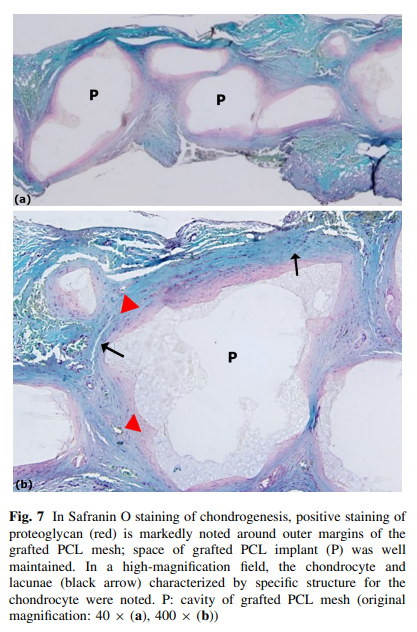 P
P
(a)
P
(b)
Fig. 7 In Safranin O staining of chondrogenesis, positive staining of
proteoglycan (red) is markedly noted around outer margins of the
grafted PCL mesh; space of grafted PCL implant (P) was well
maintained. In a high-magnification field, the chondrocyte and
lacunae (black arrow) characterized by specific structure for the
chondrocyte were noted. P: cavity of grafted PCL mesh (original
magnification: 40 × (a), 400 × (b))